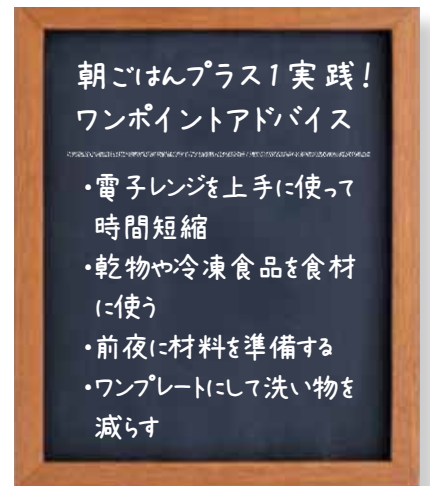 朝ごはんプラス1実践!
ワンポイントアドバイス
・電子レンジを上手に使って
時間短縮
・乾物や冷凍食品を食材
に使う
・前夜に材料を準備する
・ワンプレートにして洗い物を
減らす